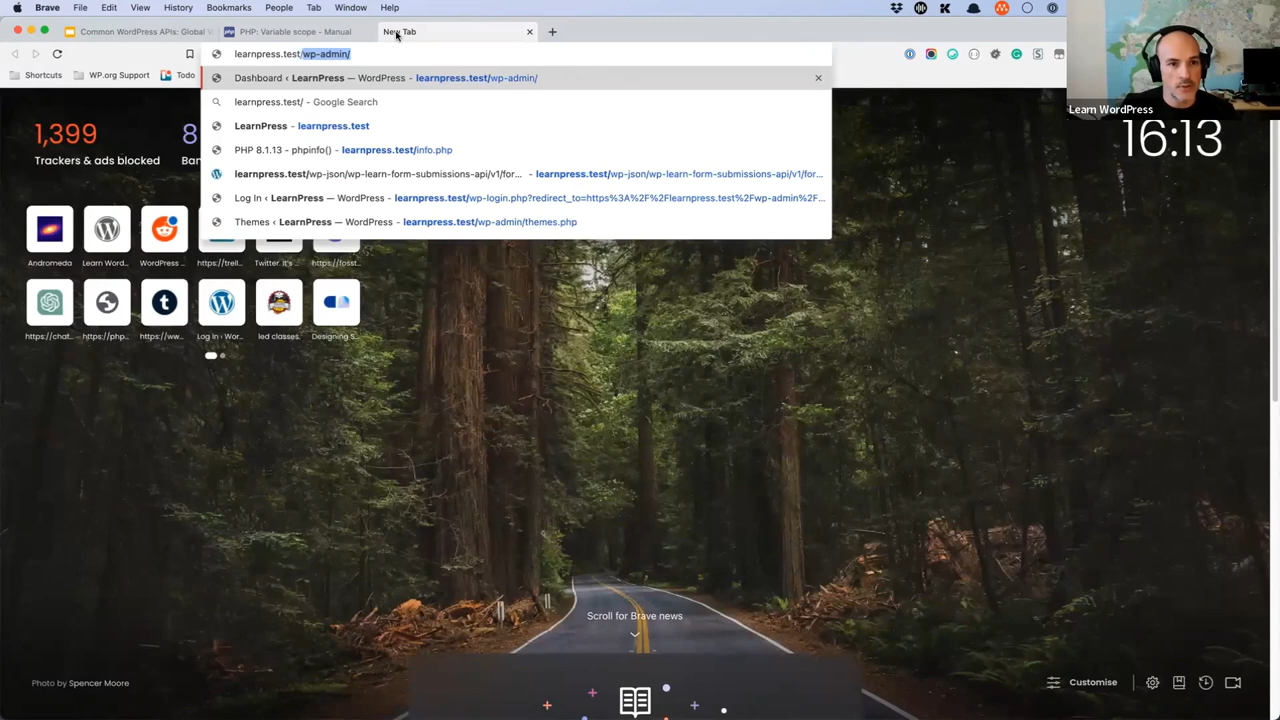 Brave File Edit View History Bookmarks People Tab Window Help
Common WordPress APIs: Global V
PHP: Variable scope - Manual
New Tab
learnpress.test/wp-admin/
Shortcuts
WP.org Support
Todo
Dashboard ‹ LearnPress — WordPress - learnpress.test/wp-admin/
learnpress.test/ - Google Search
LearnPress - learnpress.test
PHP 8.1.13 - phpinfo() - learnpress.test/info.php
learnpress.test/wp-json/wp-learn-form-submissions-api/v1/for... - learnpress.test/wp-json/wp-learn-form-submissions-api/v1/for...
Log In ‹ LearnPress — WordPress - learnpress.test/wp-login.php?redirect_to=https%3A%2F%2Flearnpress.test%2Fwp-admin%2F...
Themes ‹ LearnPress — WordPress - learnpress.test/wp-admin/themes.php
Learn WordPress
1,399
Trackers & ads blocked
8
Ban
16:13
Andromeda
Learn Word...
WordPress ...
https://trell...
Twitter. It's ...
https://fosst...
https://chat...
https://php...
https://ww...
Log In ‹ Wor...
led classes...
Designing S...
Scroll for Brave news
Photo by Spencer Moore
Customise